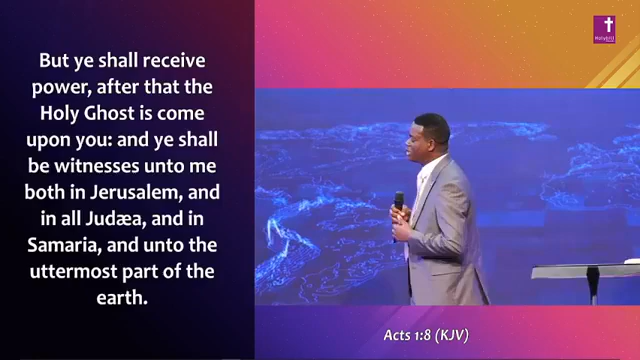 But ye shall receive
power, after that the
Holy Ghost is come
upon you: and ye shall
be witnesses unto me
both in Jerusalem, and
in all Judæa, and in
Samaria, and unto the
uttermost part of the
earth.
Acts 1:8 (KJV)